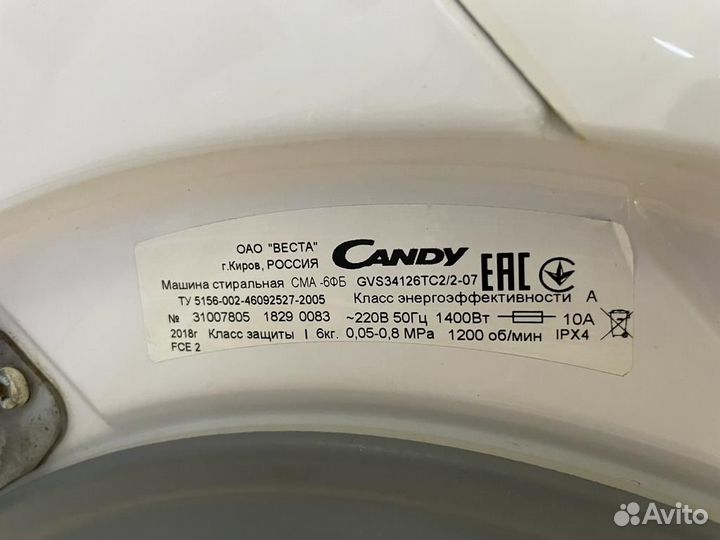 ОАО "ВЕСТА"
г.Киров, РОССИЯ
CANDY
Машина стиральная СМА -6ФБ GVS34126TC2/2-07
EAC
ТУ 5156-002-46092527-2005 Класс энергоэффективности А
№ 31007805 1829 0083 ~220В 50Гц 1400Вт 10А
2018г Класс защиты I 6кг. 0,05-0,8 MPa 1200 об/мин IPX4
FCE 2
Avito